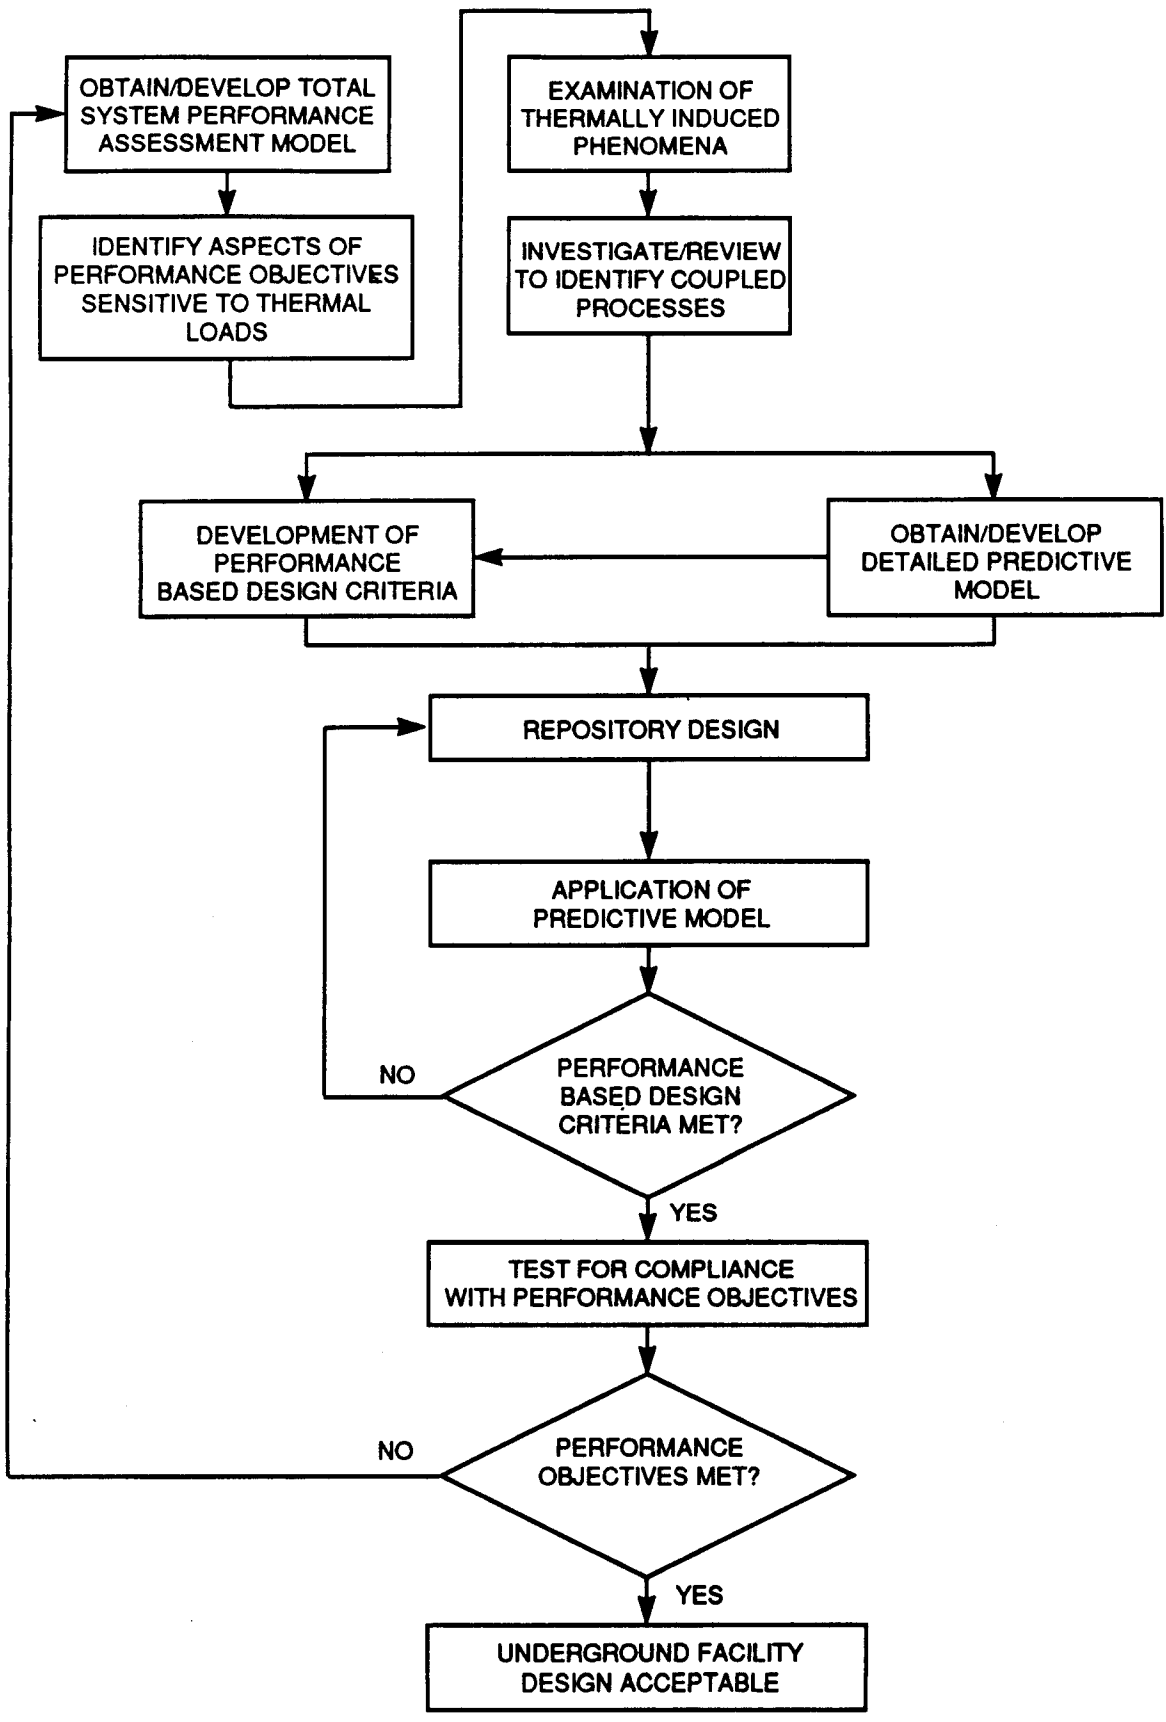 OBTAIN/DEVELOP TOTAL
SYSTEM PERFORMANCE
ASSESSMENT MODEL
IDENTIFY ASPECTS OF
PERFORMANCE OBJECTIVES
SENSITIVE TO THERMAL
LOADS
EXAMINATION OF
THERMALLY INDUCED
PHENOMENA
INVESTIGATE/REVIEW
TO IDENTIFY COUPLED
PROCESSES
DEVELOPMENT OF
PERFORMANCE
BASED DESIGN CRITERIA
OBTAIN/DEVELOP
DETAILED PREDICTIVE
MODEL
REPOSITORY DESIGN
APPLICATION OF
PREDICTIVE MODEL
PERFORMANCE
BASED DESIGN
CRITERIA MET?
NO
YES
TEST FOR COMPLIANCE
WITH PERFORMANCE OBJECTIVES
PERFORMANCE
OBJECTIVES MET?
NO
YES
UNDERGROUND FACILITY
DESIGN ACCEPTABLE